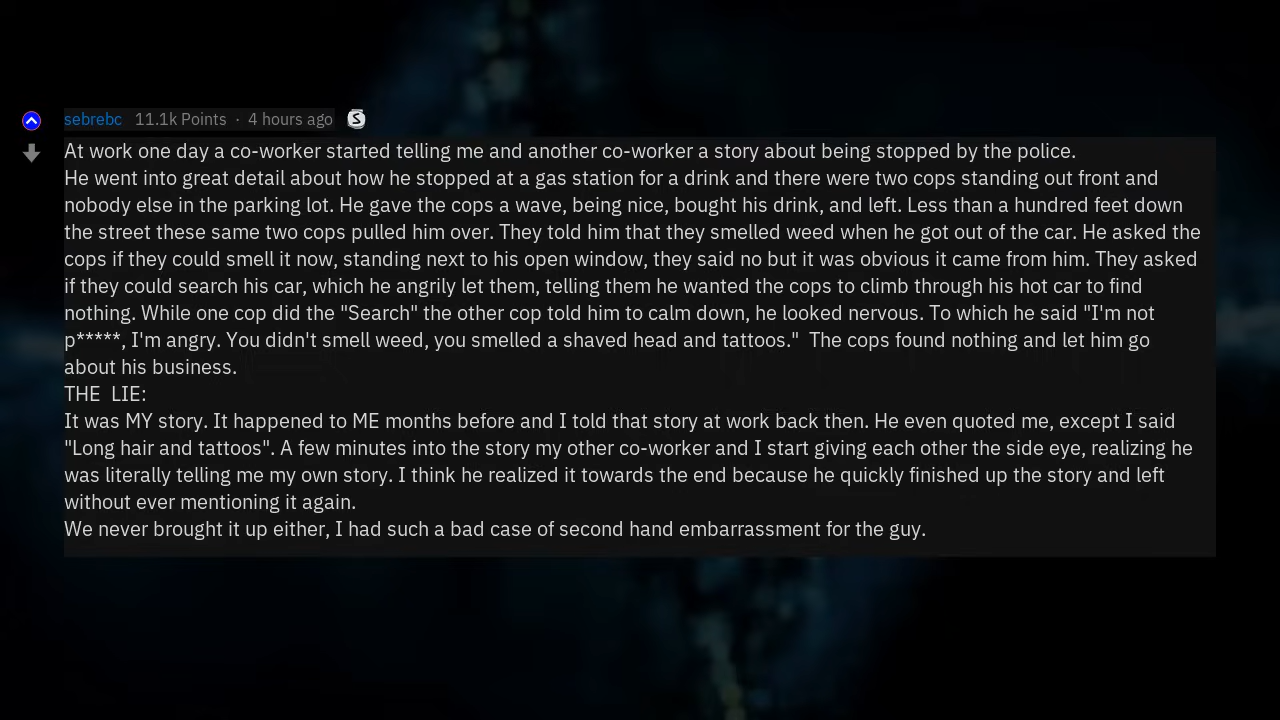 sebrebc 11.1k Points · 4 hours ago S
At work one day a co-worker started telling me and another co-worker a story about being stopped by the police.
He went into great detail about how he stopped at a gas station for a drink and there were two cops standing out front and
nobody else in the parking lot. He gave the cops a wave, being nice, bought his drink, and left. Less than a hundred feet down
the street these same two cops pulled him over. They told him that they smelled weed when he got out of the car. He asked the
cops if they could smell it now, standing next to his open window, they said no but it was obvious it came from him. They asked
if they could search his car, which he angrily let them, telling them he wanted the cops to climb through his hot car to find
nothing. While one cop did the "Search" the other cop told him to calm down, he looked nervous. To which he said "I'm not
p*****, I'm angry. You didn't smell weed, you smelled a shaved head and tattoos."  The cops found nothing and let him go
about his business.
THE  LIE:
It was MY story. It happened to ME months before and I told that story at work back then. He even quoted me, except I said
"Long hair and tattoos". A few minutes into the story my other co-worker and I start giving each other the side eye, realizing he
was literally telling me my own story. I think he realized it towards the end because he quickly finished up the story and left
without ever mentioning it again.
We never brought it up either, I had such a bad case of second hand embarrassment for the guy.